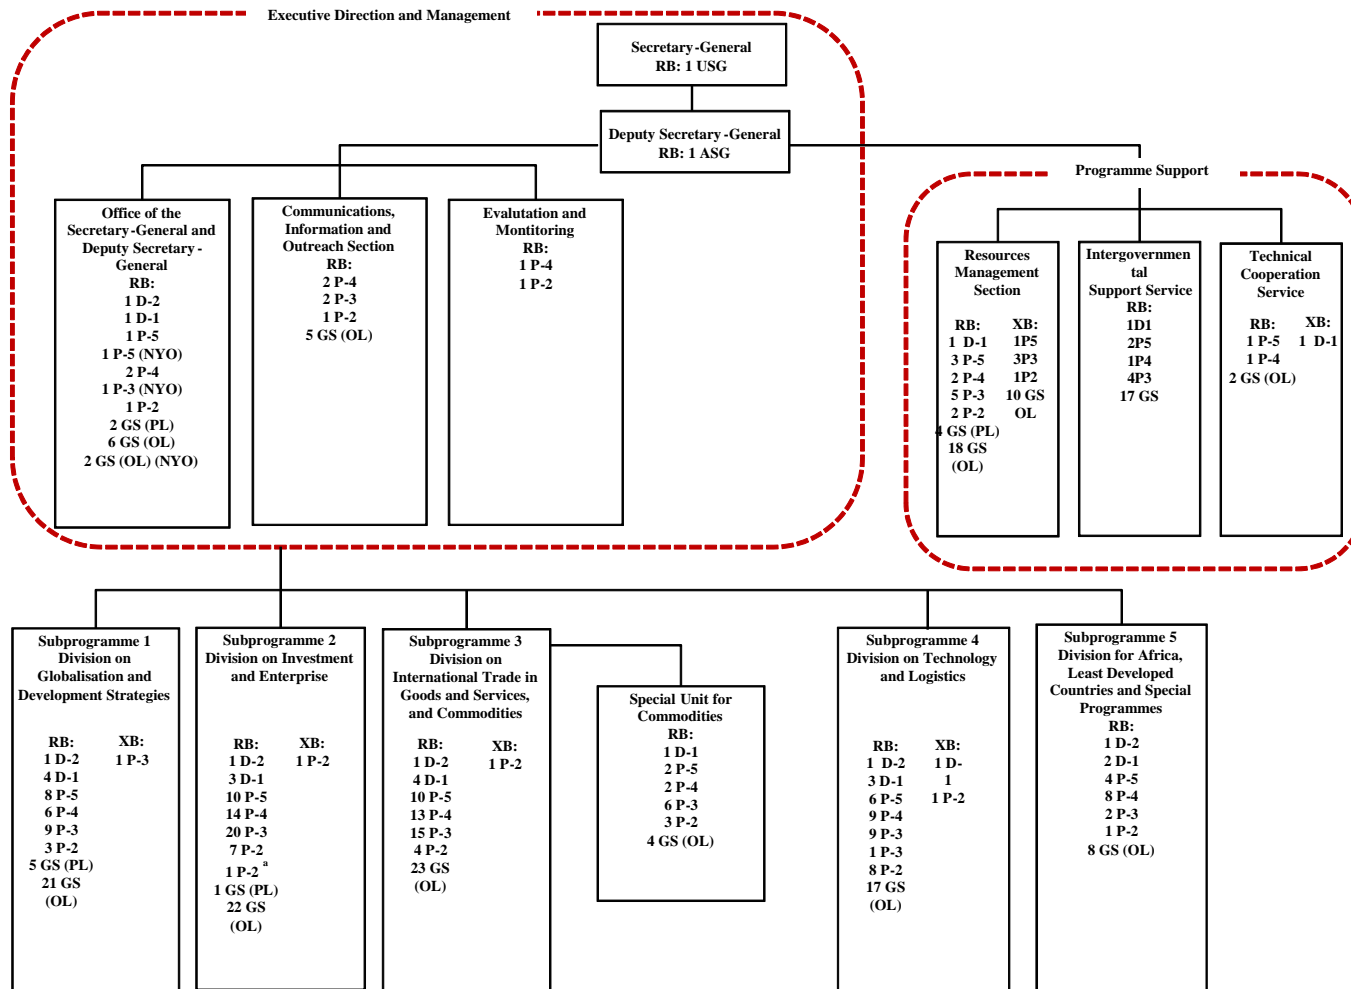 Executive Direction and Management
Secretary-General
RB: 1 USG
Deputy Secretary-General
RB: 1 ASG
Programme Support
Office of the
Secretary-General and
Deputy Secretary-
General
RB:
1 D-2
1 D-1
1 P-5
1 P-5 (NYO)
2 P-4
1 P-3 (NYO)
1 P-2
2 GS (PL)
6 GS (OL)
2 GS (OL) (NYO)
Communications,
Information and
Outreach Section
RB:
2 P-4
2 P-3
1 P-2
5 GS (OL)
Evalutation and
Montitoring
RB:
1 P-4
1 P-2
Resources
Management
Section
RB:
1 D-1
3 P-5
2 P-4
5 P-3
2 P-2
4 GS (PL)
18 GS
(OL)
XB:
1P5
3P3
1P2
10 GS
OL
Intergovernmen
tal
Support Service
RB:
1D1
2P5
1P4
4P3
17 GS
Technical
Cooperation
Service
RB:
1 P-5
1 P-4
2 GS (OL)
XB:
1 D-1
Subprogramme 1
Division on
Globalisation and
Development Strategies
RB:
1 D-2
4 D-1
8 P-5
6 P-4
9 P-3
3 P-2
5 GS (PL)
21 GS
(OL)
XB:
1 P-3
Subprogramme 2
Division on Investment
and Enterprise
RB:
1 D-2
3 D-1
10 P-5
14 P-4
20 P-3
7 P-2
1 P-2 a
1 GS (PL)
22 GS
(OL)
XB:
1 P-2
Subprogramme 3
Division on
International Trade in
Goods and Services,
and Commodities
RB:
1 D-2
4 D-1
10 P-5
13 P-4
15 P-3
4 P-2
23 GS
(OL)
XB:
1 P-2
Special Unit for
Commodities
RB:
1 D-1
2 P-5
2 P-4
6 P-3
3 P-2
4 GS (OL)
Subprogramme 4
Division on Technology
and Logistics
RB:
1 D-2
3 D-1
6 P-5
9 P-4
9 P-3
1 P-3
8 P-2
17 GS
(OL)
XB:
1 D-
1
1 P-2
Subprogramme 5
Division for Africa,
Least Developed
Countries and Special
Programmes
RB:
1 D-2
2 D-1
4 P-5
8 P-4
2 P-3
1 P-2
8 GS (OL)